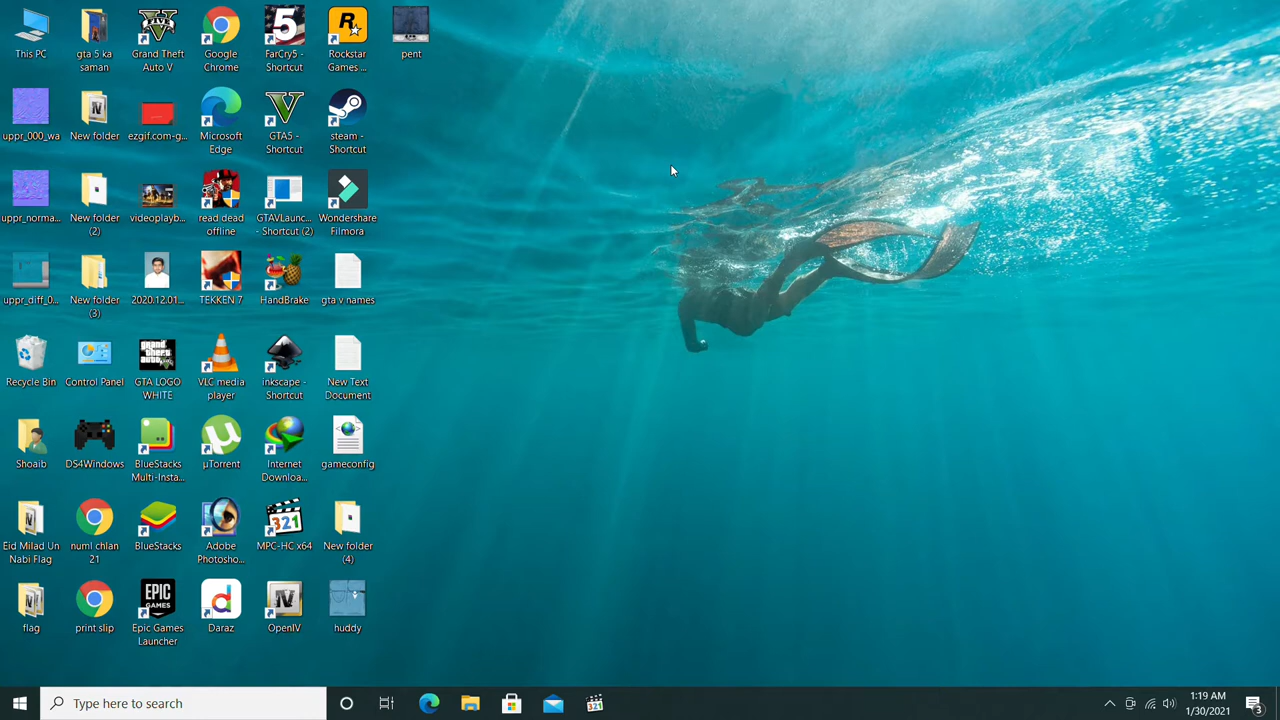 This PC
gta 5 ka
saman
Grand Theft
Auto V
Google
Chrome
FarCry5 -
Shortcut
Rockstar
Games ...
pent
uppr_000_wa
New folder
ezgif.com-g...
Microsoft
Edge
GTA5 -
Shortcut
steam -
Shortcut
uppr_norma...
New folder
(2)
videoplayb...
read dead
offline
GTAVLaunc...
- Shortcut (2)
Wondershare
Filmora
uppr_diff_0...
New folder
(3)
2020.12.01...
TEKKEN 7
HandBrake
gta v names
Recycle Bin
Control Panel
GTA LOGO
WHITE
VLC media
player
inkscape -
Shortcut
New Text
Document
Shoaib
DS4Windows
BlueStacks
Multi-Insta...
µTorrent
Internet
Downloa...
gameconfig
Eid Milad Un
Nabi Flag
numl chlan
21
BlueStacks
Adobe
Photosho...
MPC-HC x64
New folder
(4)
flag
print slip
Epic Games
Launcher
Daraz
OpenIV
huddy
Type here to search
1:19 AM
1/30/2021